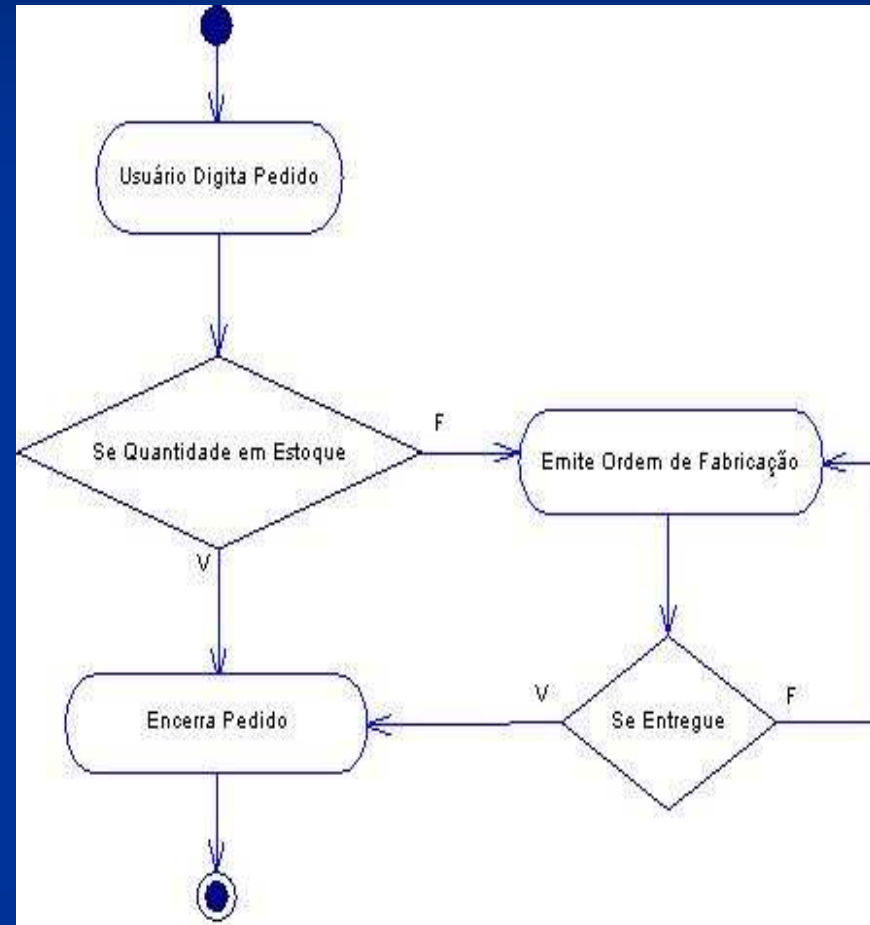 Usuário Digita Pedido
Se Quantidade em Estoque
F
Emite Ordem de Fabricação
V
Encerra Pedido
V
Se Entregue
F